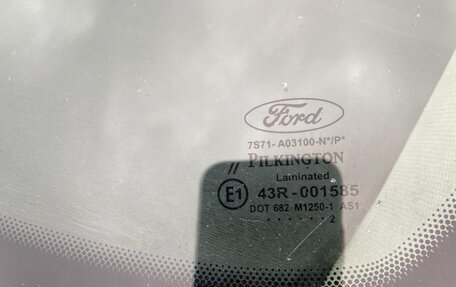 Ford
7S71- A03100-N*/P*
// PILKINGTON
Laminated
E1 43R - 001585
DOT 682 M1250-1 AS1
. . . . . . 2